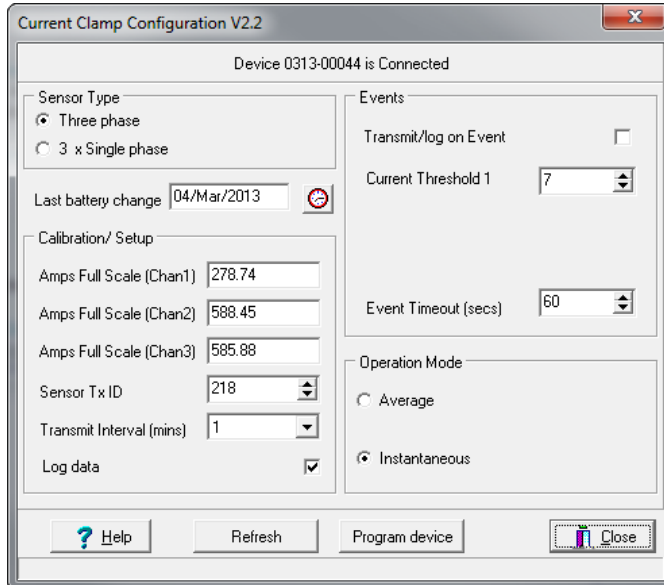 Current Clamp Configuration V2.2
Device 0313-00044 is Connected
Sensor Type
Three phase
3 x Single phase
Last battery change 04/Mar/2013
Calibration/ Setup
Amps Full Scale (Chan1) 278.74
Amps Full Scale (Chan2) 588.45
Amps Full Scale (Chan3) 585.88
Sensor Tx ID 218
Transmit Interval (mins) 1
Log data
Events
Transmit/log on Event
Current Threshold 1 7
Event Timeout (secs) 60
Operation Mode
Average
Instantaneous
? Help Refresh Program device Close